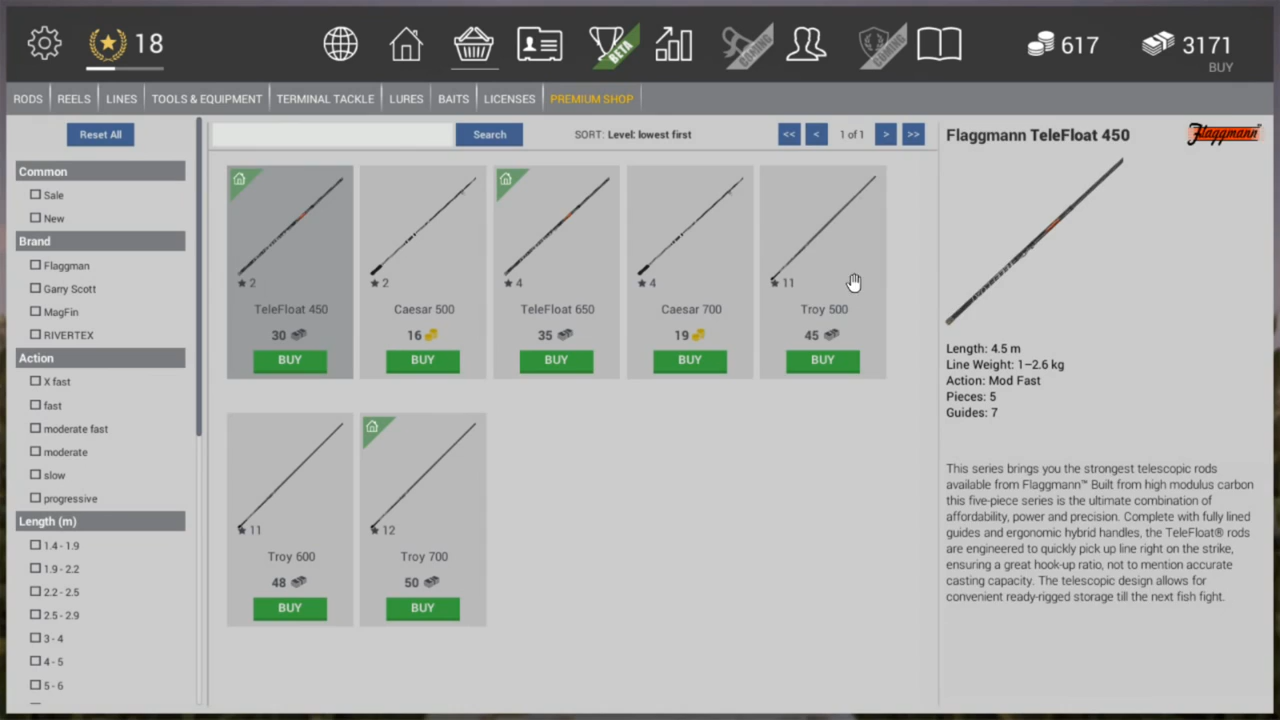 18
BETA
COMING
COMING
617
3171
BUY
RODS REELS LINES TOOLS & EQUIPMENT TERMINAL TACKLE LURES BAITS LICENSES PREMIUM SHOP
Reset All
Search
SORT: Level: lowest first
<< < 1 of 1 > >>
Common
Sale
New
Brand
Flaggman
Garry Scott
MagFin
RIVERTEX
Action
X fast
fast
moderate fast
moderate
slow
progressive
Length (m)
1.4 - 1.9
1.9 - 2.2
2.2 - 2.5
2.5 - 2.9
3 - 4
4 - 5
5 - 6
2 2 4 4 11
TeleFloat 450 Caesar 500 TeleFloat 650 Caesar 700 Troy 500
30 16 35 19 45
BUY BUY BUY BUY BUY
11 12
Troy 600 Troy 700
48 50
BUY BUY
Flaggmann TeleFloat 450
Flaggmann™
Length: 4.5 m
Line Weight: 1–2.6 kg
Action: Mod Fast
Pieces: 5
Guides: 7
This series brings you the strongest telescopic rods
available from Flaggmann™ Built from high modulus carbon
this five-piece series is the ultimate combination of
affordability, power and precision. Complete with fully lined
guides and ergonomic hybrid handles, the TeleFloat® rods
are engineered to quickly pick up line right on the strike,
ensuring a great hook-up ratio, not to mention accurate
casting capacity. The telescopic design allows for
convenient ready-rigged storage till the next fish fight.